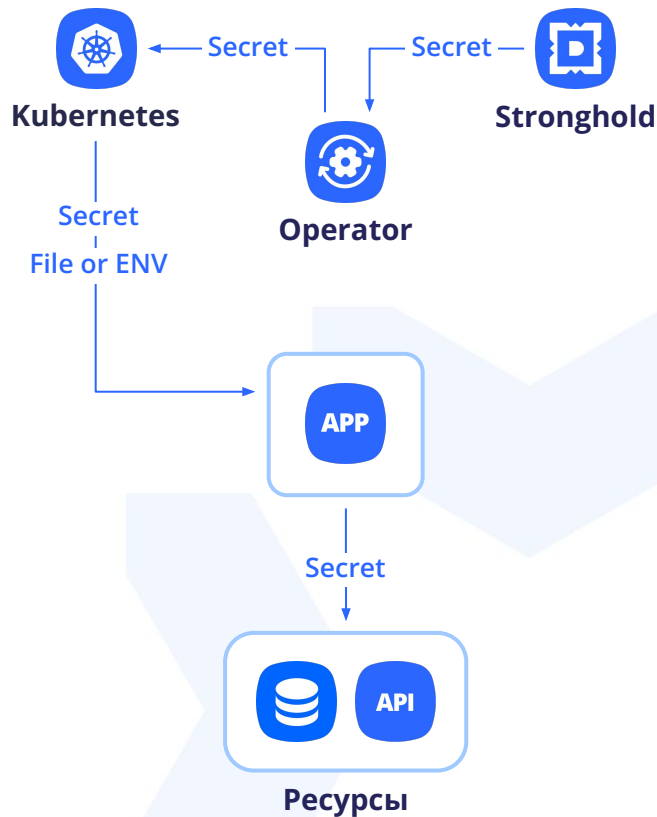 Secret
Secret
Kubernetes
Stronghold
Operator
Secret
File or ENV
APP
Secret
API
Ресурсы